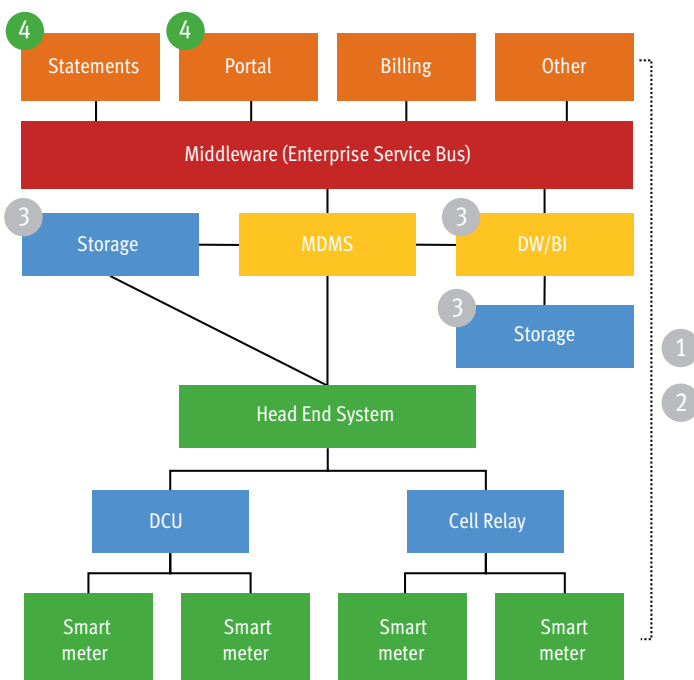 4
4
Statements
Portal
Billing
Other
Middleware (Enterprise Service Bus)
3
3
Storage
MDMS
DW/BI
3
Storage
1
2
Head End System
DCU
Cell Relay
Smart
meter
Smart
meter
Smart
meter
Smart
meter